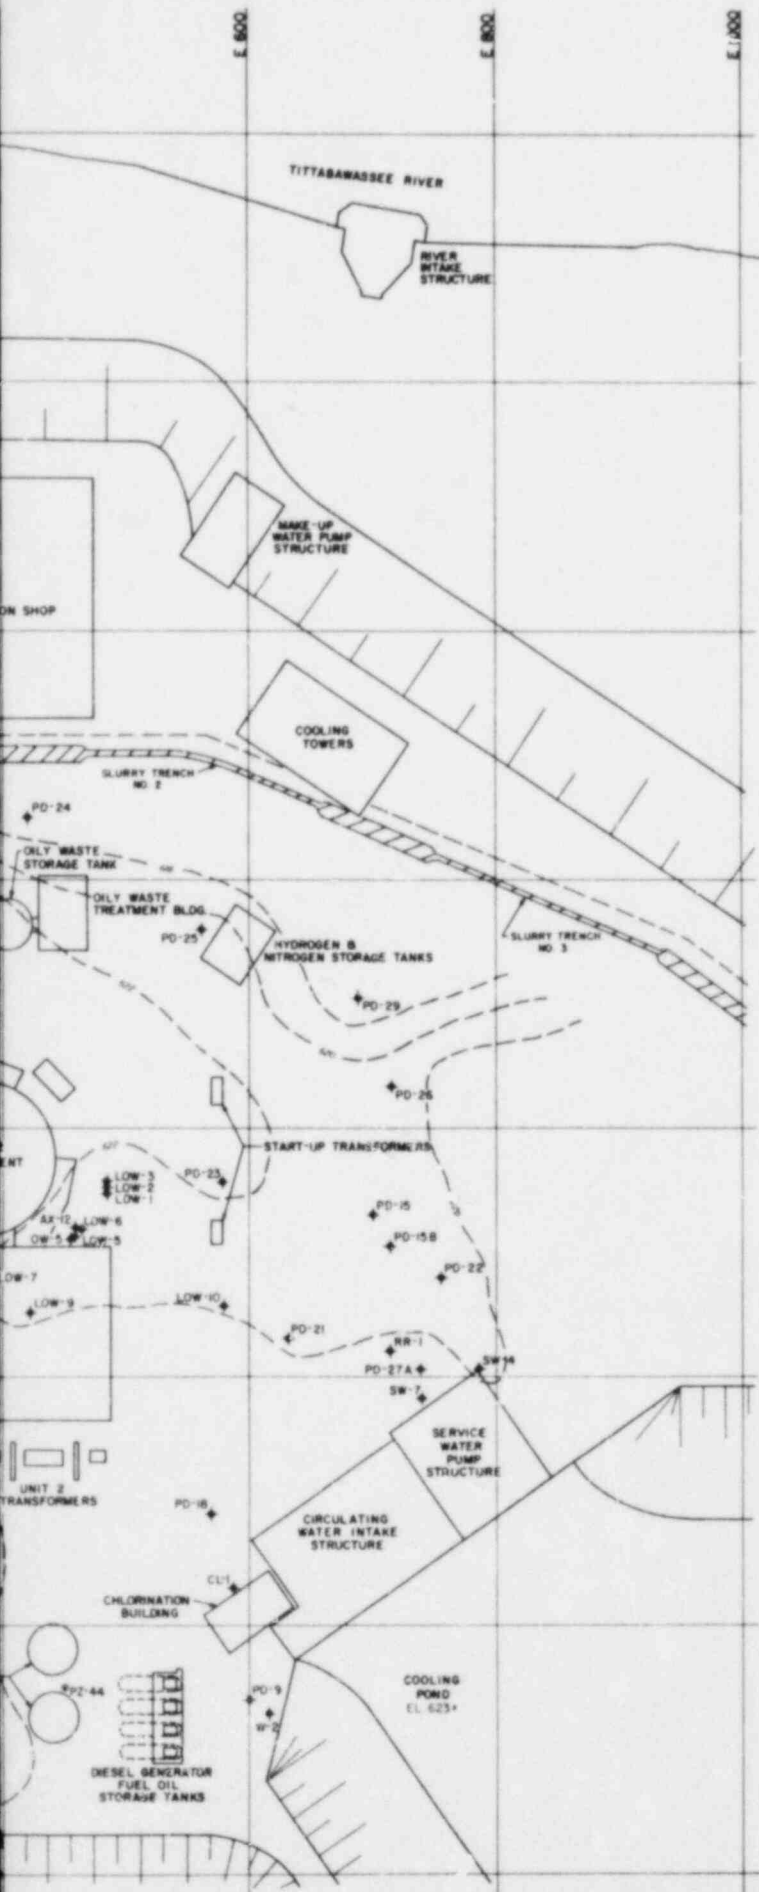 E 600
E 800
E 1000
TITTABAWASSEE RIVER
RIVER
INTAKE
STRUCTURE
MAKE-UP
WATER PUMP
STRUCTURE
ON SHOP
COOLING
TOWERS
SLURRY TRENCH
NO. 2
PD-24
OILY WASTE
STORAGE TANK
OILY WASTE
TREATMENT BLDG.
PD-25
HYDROGEN &
NITROGEN STORAGE TANKS
SLURRY TRENCH
NO. 3
PD-29
PD-26
START-UP TRANSFORMERS
ENT
LOW-3
LOW-2
LOW-1
PD-23
AX-12
LOW-6
OW-5
LOW-5
PD-15
PD-15B
PD-22
LOW-7
LOW-9
LOW-10
PD-21
RR-1
PD-27A
SW-7
SERVICE
WATER
PUMP
STRUCTURE
UNIT 2
TRANSFORMERS
PD-18
CIRCULATING
WATER INTAKE
STRUCTURE
CL-1
CHLORINATION
BUILDING
PZ-44
PD-9
W-2
COOLING
POND
EL. 623+
DIESEL GENERATOR
FUEL OIL
STORAGE TANKS